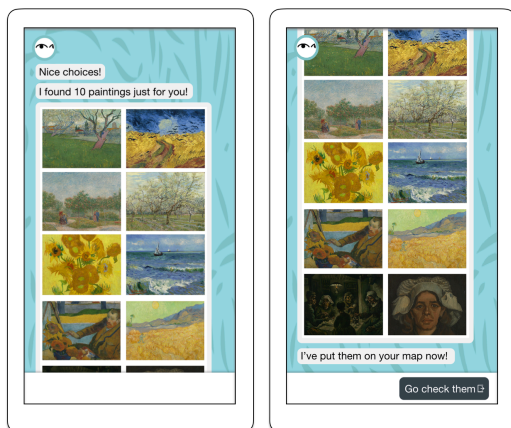 Nice choices!
I found 10 paintings just for you!
I've put them on your map now!
Go check them